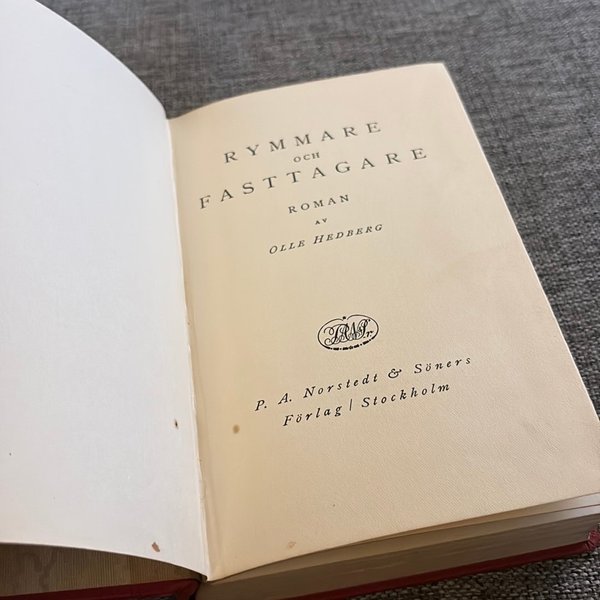 RYMMARE
OCH
FASTTAGARE
ROMAN
AV
OLLE HEDBERG
P. A. Norstedt & Söners
Förlag | Stockholm